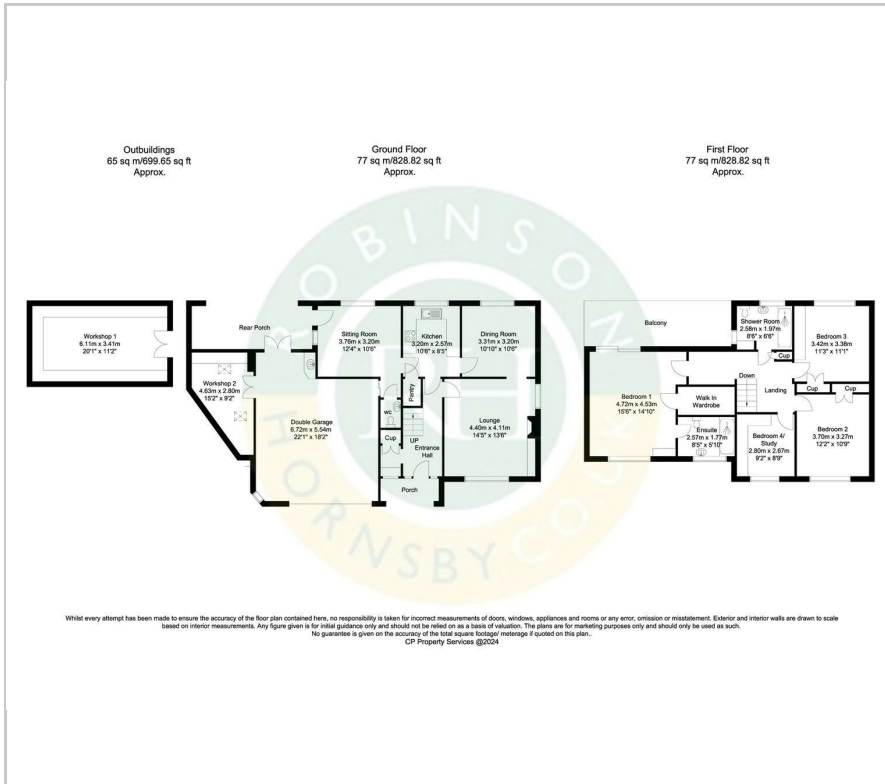 Outbuildings
65 sq m/699.65 sq ft
Approx.
Ground Floor
77 sq m/828.82 sq ft
Approx.
First Floor
77 sq m/828.82 sq ft
Approx.
ROBINSON
HORNSBY.CO
Workshop 1
6.11m x 3.41m
20'1" x 11'2"
Rear Porch
Workshop 2
4.63m x 2.80m
15'2" x 9'2"
Double Garage
6.72m x 5.54m
22'1" x 18'2"
Sitting Room
3.76m x 3.20m
12'4" x 10'6"
Kitchen
3.20m x 2.57m
10'6" x 8'5"
Dining Room
3.31m x 3.20m
10'10" x 10'6"
Pantry
wc
Cup
UP
Entrance
Hall
Porch
Lounge
4.40m x 4.11m
14'5" x 13'6"
Balcony
Shower Room
2.58m x 1.97m
8'6" x 6'6"
Bedroom 3
3.42m x 3.38m
11'3" x 11'1"
Cup
Down
Landing
Cup
Cup
Bedroom 1
4.72m x 4.53m
15'6" x 14'10"
Walk In
Wardrobe
Ensuite
2.57m x 1.77m
8'5" x 5'10"
Bedroom 4/
Study
2.80m x 2.67m
9'2" x 8'9"
Bedroom 2
3.70m x 3.27m
12'2" x 10'9"
Whilst every attempt has been made to ensure the accuracy of the floor plan contained here, no responsibility is taken for incorrect measurements of doors, windows, appliances and rooms or any error, omission or misstatement. Exterior and interior walls are drawn to scale
based on interior measurements. Any figure given is for initial guidance only and should not be relied on as a basis of valuation. The plans are for marketing purposes only and should only be used as such.
No guarantee is given on the accuracy of the total square footage/ meterage if quoted on this plan..
CP Property Services @2024